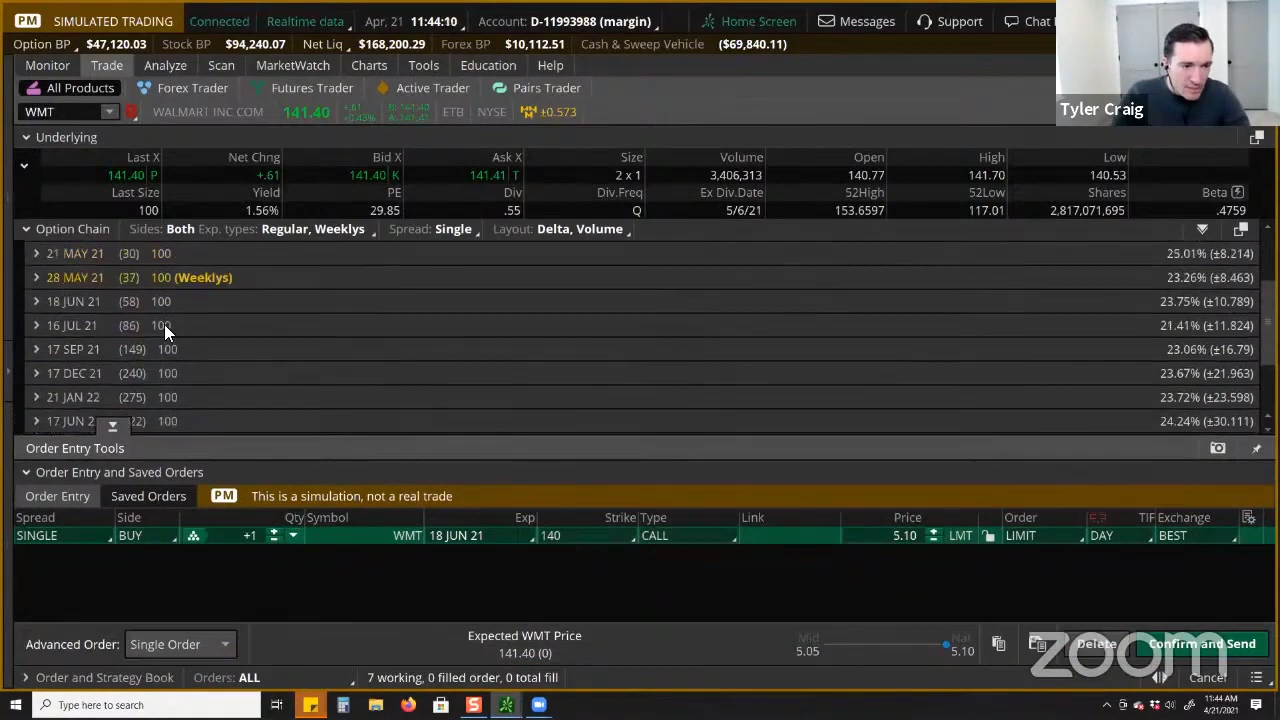 PM SIMULATED TRADING Connected Realtime data Apr, 21 11:44:10 Account: D-11993988 (margin) Home Screen Messages Support Chat
Option BP $47,120.03 Stock BP $94,240.07 Net Liq $168,200.29 Forex BP $10,112.51 Cash & Sweep Vehicle ($69,840.11)
Monitor Trade Analyze Scan MarketWatch Charts Tools Education Help
All Products Forex Trader Futures Trader Active Trader Pairs Trader
Tyler Craig
WMT WALMART INC COM 141.40 +.61 +0.43% B: 141.40 A: 141.41 ETB NYSE ±0.573
Underlying
Last X Net Chng Bid X Ask X Size Volume Open High Low
141.40 P +.61 141.40 K 141.41 T 2 x 1 3,406,313 140.77 141.70 140.53
Last Size Yield PE Div Div.Freq Ex Div.Date 52High 52Low Shares Beta
100 1.56% 29.85 .55 Q 5/6/21 153.6597 117.01 2,817,071,695 .4759
Option Chain Sides: Both Exp. types: Regular, Weeklys Spread: Single Layout: Delta, Volume
21 MAY 21 (30) 100 25.01% (±8.214)
28 MAY 21 (37) 100 (Weeklys) 23.26% (±8.463)
18 JUN 21 (58) 100 23.75% (±10.789)
16 JUL 21 (86) 100 21.41% (±11.824)
17 SEP 21 (149) 100 23.06% (±16.79)
17 DEC 21 (240) 100 23.67% (±21.963)
21 JAN 22 (275) 100 23.72% (±23.598)
17 JUN 22) 100 24.24% (±30.111)
Order Entry Tools
Order Entry and Saved Orders
Order Entry Saved Orders PM This is a simulation, not a real trade
Spread Side Qty Symbol Exp Strike Type Link Price Order TIF Exchange
SINGLE BUY +1 WMT 18 JUN 21 140 CALL 5.10 LMT LIMIT DAY BEST
Advanced Order: Single Order Expected WMT Price Mid Nat Delete Confirm and Send
141.40 (0) 5.05 5.10
zoom
Order and Strategy Book Orders: ALL 7 working, 0 filled order, 0 total fill Cancel
Type here to search 11:44 AM
4/21/2021